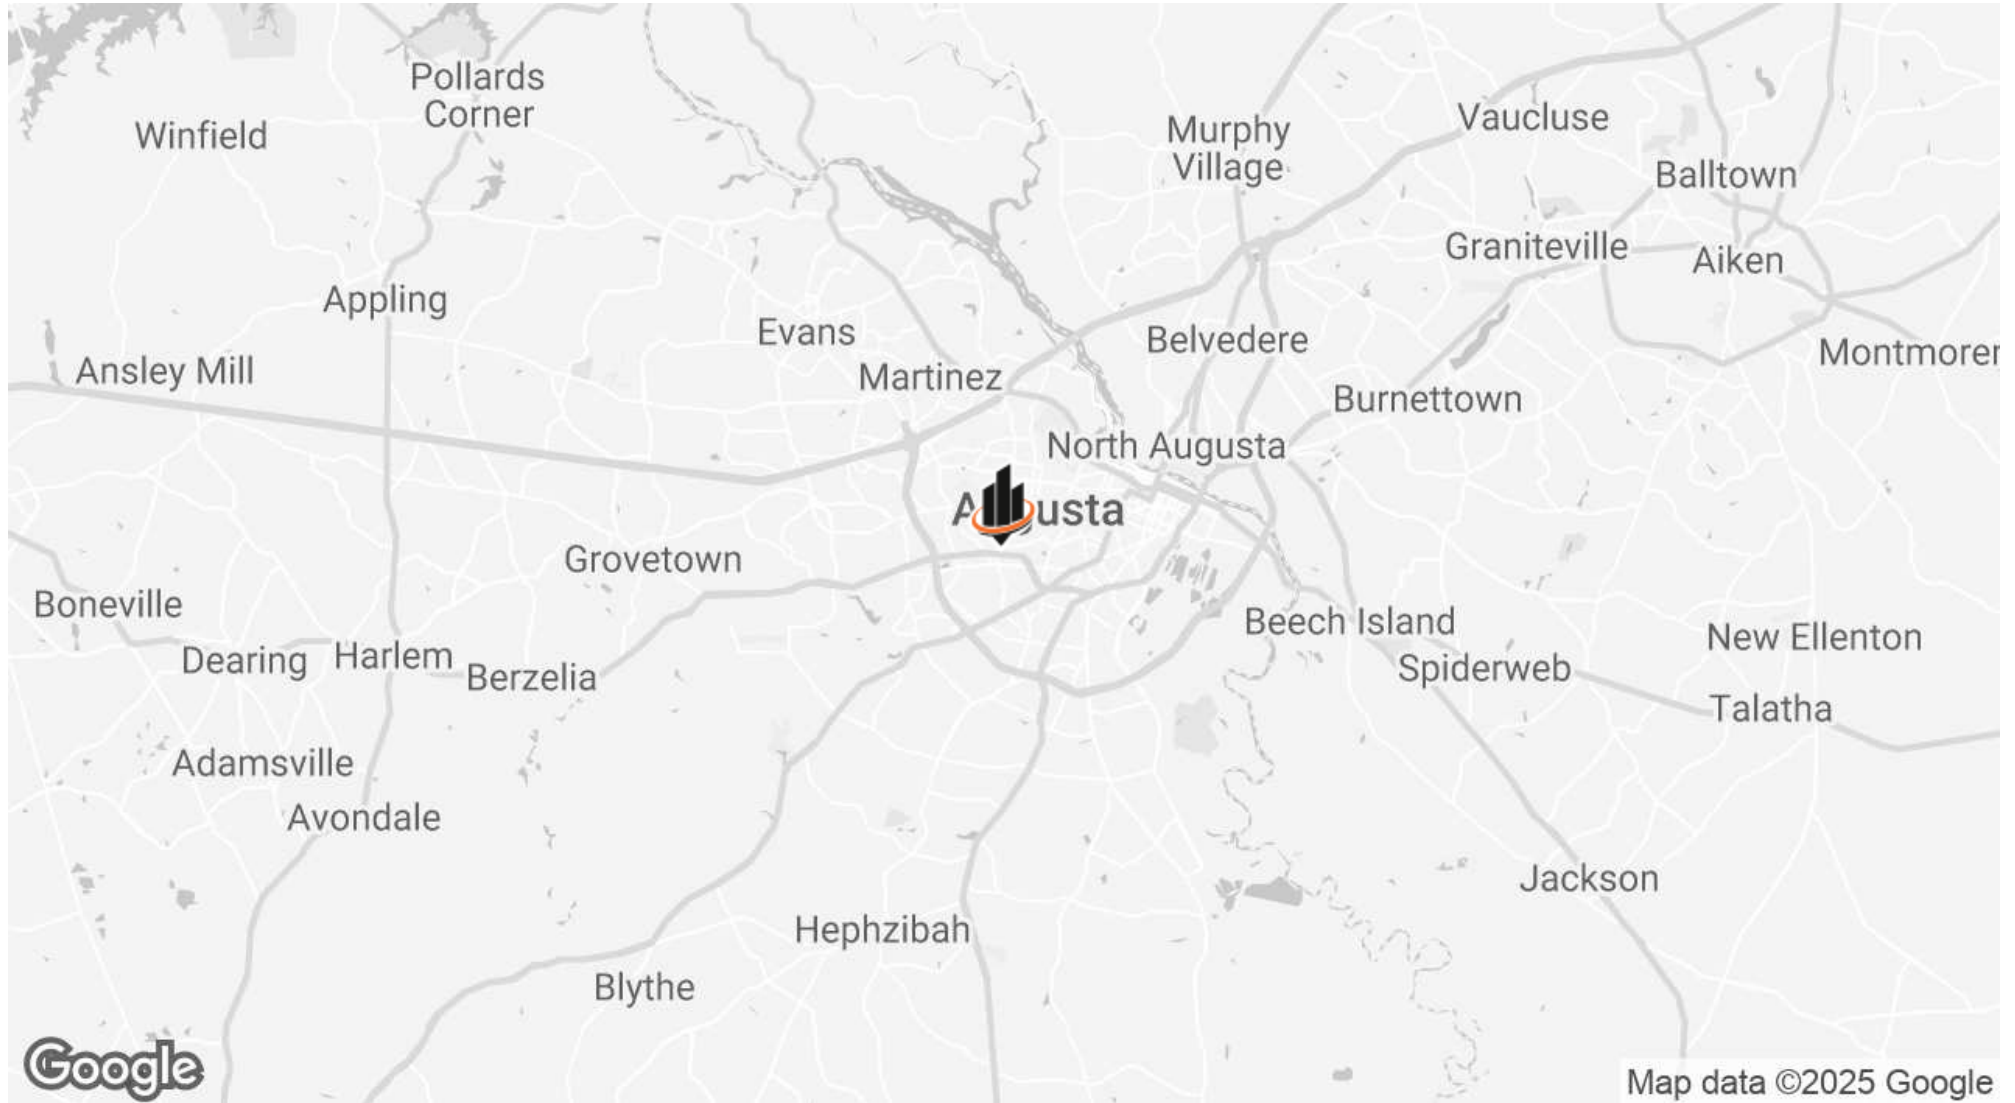 Pollards
Corner
Winfield
Murphy
Village
Vaucluse
Balltown
Graniteville
Aiken
Appling
Evans
Belvedere
Montmorer
Ansley Mill
Martinez
Burnettown
North Augusta
A usta
Grovetown
Boneville
Beech Island
New Ellenton
Dearing
Harlem
Berzelia
Spiderweb
Talatha
Adamsville
Avondale
Jackson
Hephzibah
Blythe
Google
Map data ©2025 Google